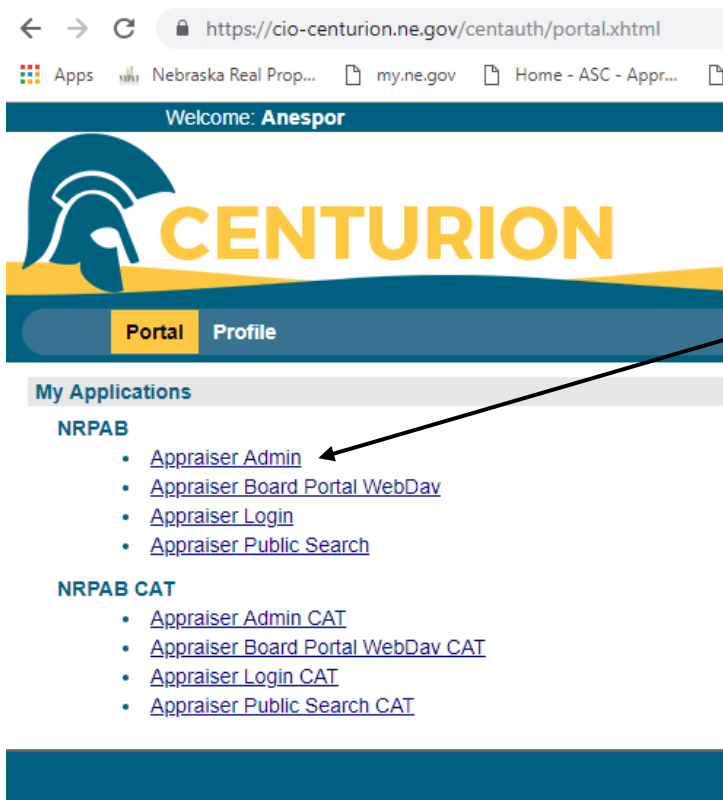 https://cio-centurion.ne.gov/centauth/portal.xhtml
Apps Nebraska Real Prop... my.ne.gov Home - ASC - Appr...
Welcome: Anespor
CENTURION
Portal Profile
My Applications
NRPAB
• Appraiser Admin
• Appraiser Board Portal WebDav
• Appraiser Login
• Appraiser Public Search
NRPAB CAT
• Appraiser Admin CAT
• Appraiser Board Portal WebDav CAT
• Appraiser Login CAT
• Appraiser Public Search CAT